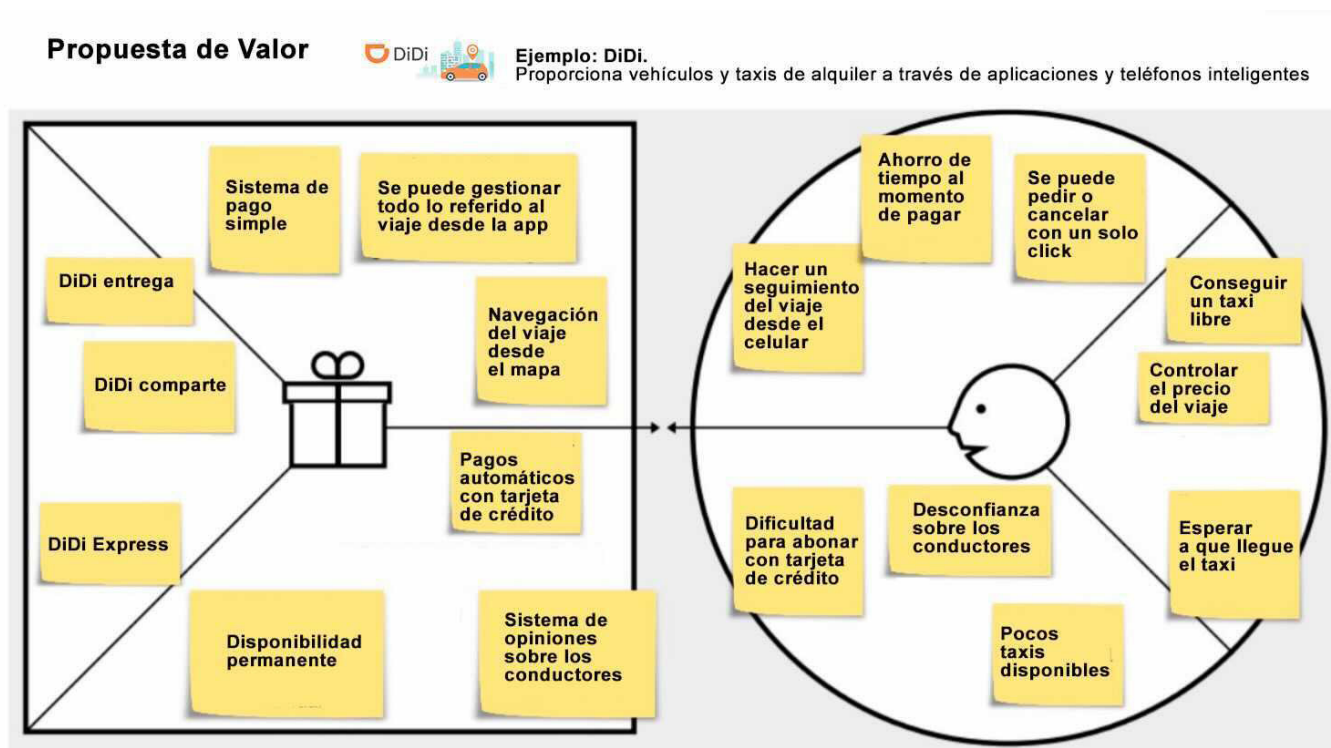 Propuesta de Valor
DiDi
Ejemplo: DiDi.
Proporciona vehículos y taxis de alquiler a través de aplicaciones y teléfonos inteligentes
Sistema de
pago
simple
Se puede gestionar
todo lo referido al
viaje desde la app
DiDi entrega
Navegación
del viaje
desde
el mapa
DiDi comparte
Pagos
automáticos
con tarjeta
de crédito
DiDi Express
Disponibilidad
permanente
Sistema de
opiniones
sobre los
conductores
Ahorro de
tiempo al
momento
de pagar
Se puede
pedir o
cancelar
con un solo
click
Hacer un
seguimiento
del viaje
desde el
celular
Conseguir
un taxi
libre
Controlar
el precio
del viaje
Dificultad
para abonar
con tarjeta
de crédito
Desconfianza
sobre los
conductores
Esperar
a que llegue
el taxi
Pocos
taxis
disponibles